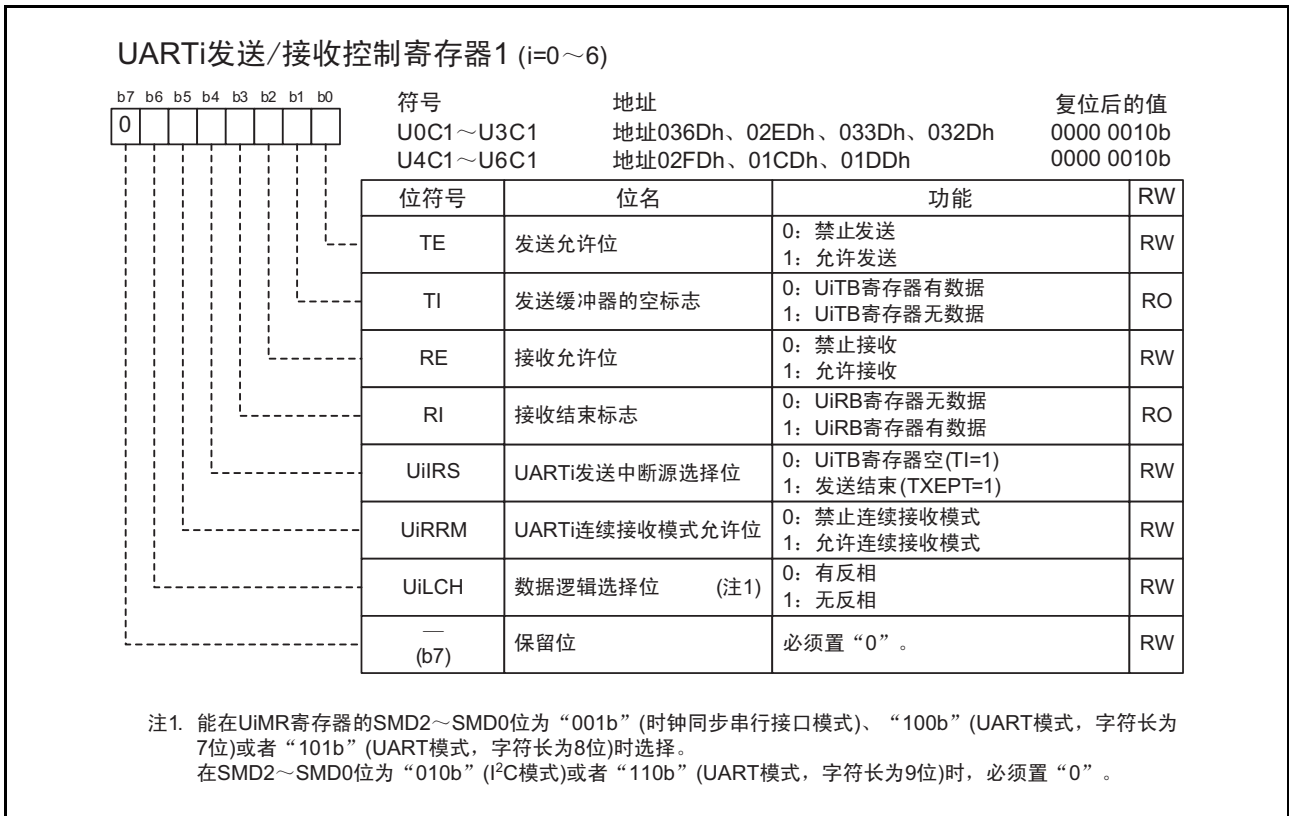 UARTi发送/接收控制寄存器1 (i=0～6)
b7 b6 b5 b4 b3 b2 b1 b0
0
符号 地址 复位后的值
U0C1～U3C1 地址036Dh、02EDh、033Dh、032Dh 0000 0010b
U4C1～U6C1 地址02FDh、01CDh、01DDh 0000 0010b
位符号 位名 功能 RW
TE 发送允许位 0：禁止发送 RW
1：允许发送
TI 发送缓冲器的空标志 0：UiTB寄存器有数据 RO
1：UiTB寄存器无数据
RE 接收允许位 0：禁止接收 RW
1：允许接收
RI 接收结束标志 0：UiRB寄存器无数据 RO
1：UiRB寄存器有数据
UiIRS UARTi发送中断源选择位 0：UiTB寄存器空(TI=1) RW
1：发送结束(TXEPT=1)
UiRRM UARTi连续接收模式允许位 0：禁止连续接收模式 RW
1：允许连续接收模式
UiLCH 数据逻辑选择位 (注1) 0：有反相 RW
1：无反相
— (b7) 保留位 必须置“0”。 RW
注1. 能在UiMR寄存器的SMD2～SMD0位为“001b”(时钟同步串行接口模式)、“100b”(UART模式，字符长为
7位)或者“101b”(UART模式，字符长为8位)时选择。
在SMD2～SMD0位为“010b”(I²C模式)或者“110b”(UART模式，字符长为9位)时，必须置“0”。